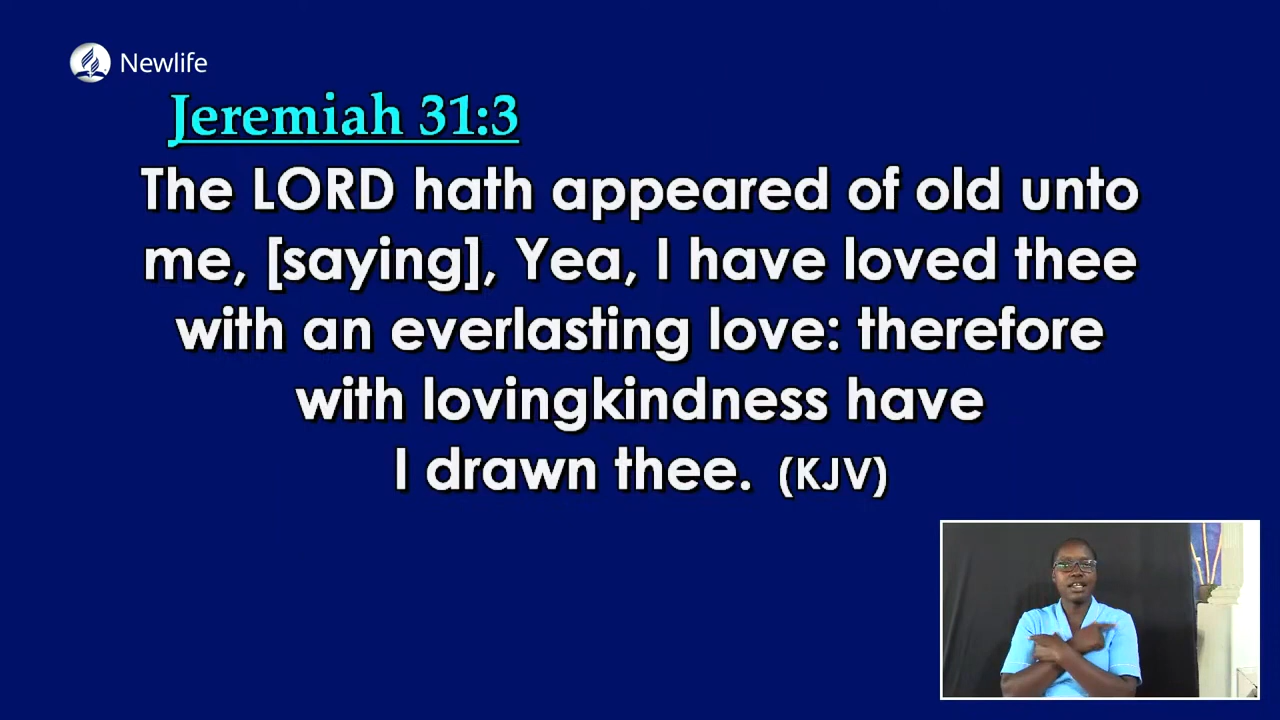 Newlife
Jeremiah 31:3
The LORD hath appeared of old unto
me, [saying], Yea, I have loved thee
with an everlasting love: therefore
with lovingkindness have
I drawn thee. (KJV)